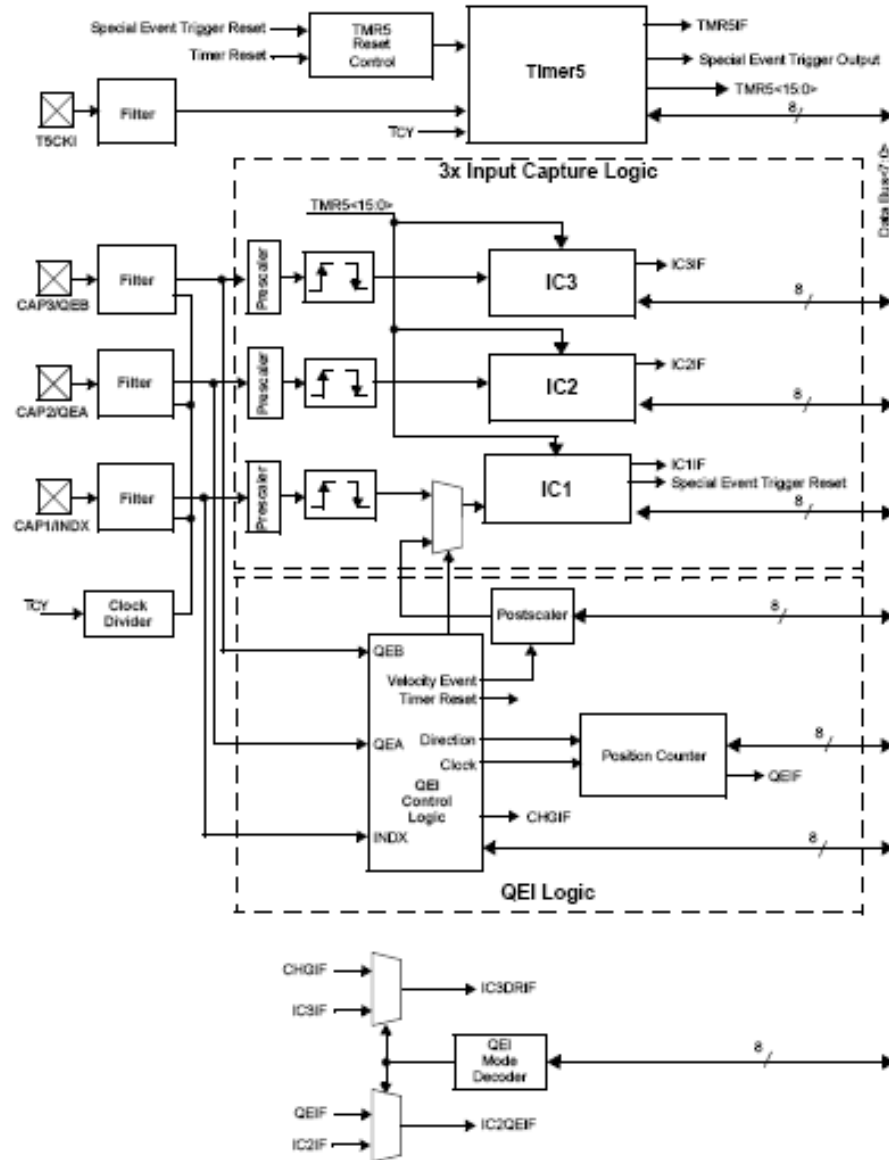 Special Event Trigger Reset
Timer Reset
TMR5
Reset
Control
Timer5
TMR5IF
Special Event Trigger Output
TMR5<15:0>
T5CKI
Filter
TCY
8
Data Bus<7:0>
3x Input Capture Logic
TMR5<15:0>
CAP3/QEB
Filter
Prescaler
IC3
IC3IF
8
CAP2/QEA
Filter
Prescaler
IC2
IC2IF
8
CAP1/INDX
Filter
Prescaler
IC1
IC1IF
Special Event Trigger Reset
8
TCY
Clock
Divider
Postscaler
8
QEB
Velocity Event
Timer Reset
QEA
Direction
Clock
QEI
Control
Logic
INDX
CHGIF
Position Counter
8
QEIF
8
QEI Logic
CHGIF
IC3IF
IC3DRIF
QEI
Mode
Decoder
8
QEIF
IC2IF
IC2QEIF